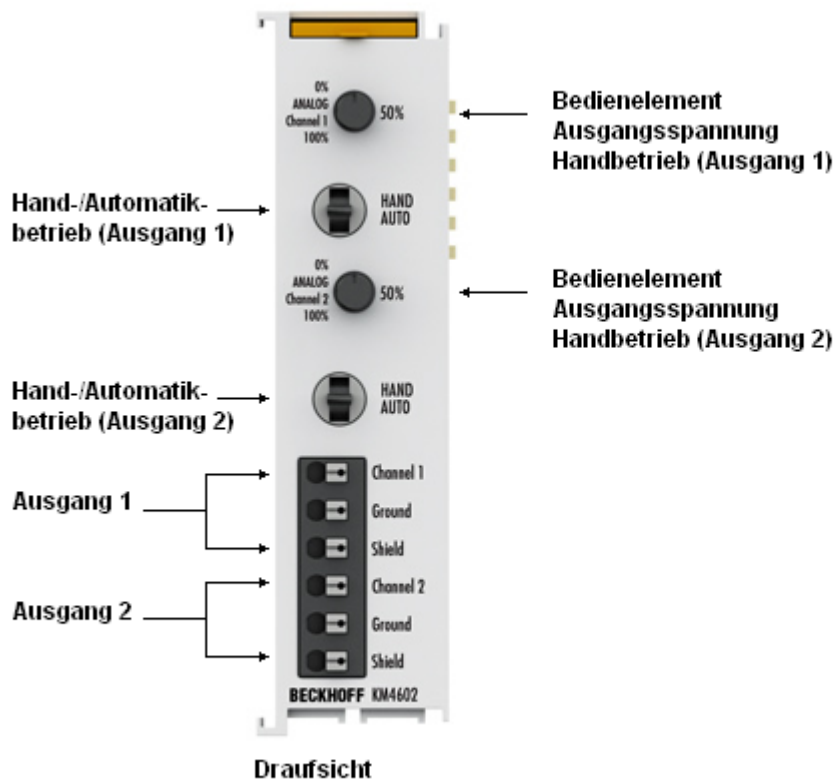 0%
ANALOG
Channel 1
100%
50%
Bedienelement
Ausgangsspannung
Handbetrieb (Ausgang 1)
Hand-/Automatik-
betrieb (Ausgang 1)
HAND
AUTO
0%
ANALOG
Channel 2
100%
50%
Bedienelement
Ausgangsspannung
Handbetrieb (Ausgang 2)
Hand-/Automatik-
betrieb (Ausgang 2)
HAND
AUTO
Ausgang 1
Channel 1
Ground
Shield
Ausgang 2
Channel 2
Ground
Shield
BECKHOFF KM4602
Draufsicht